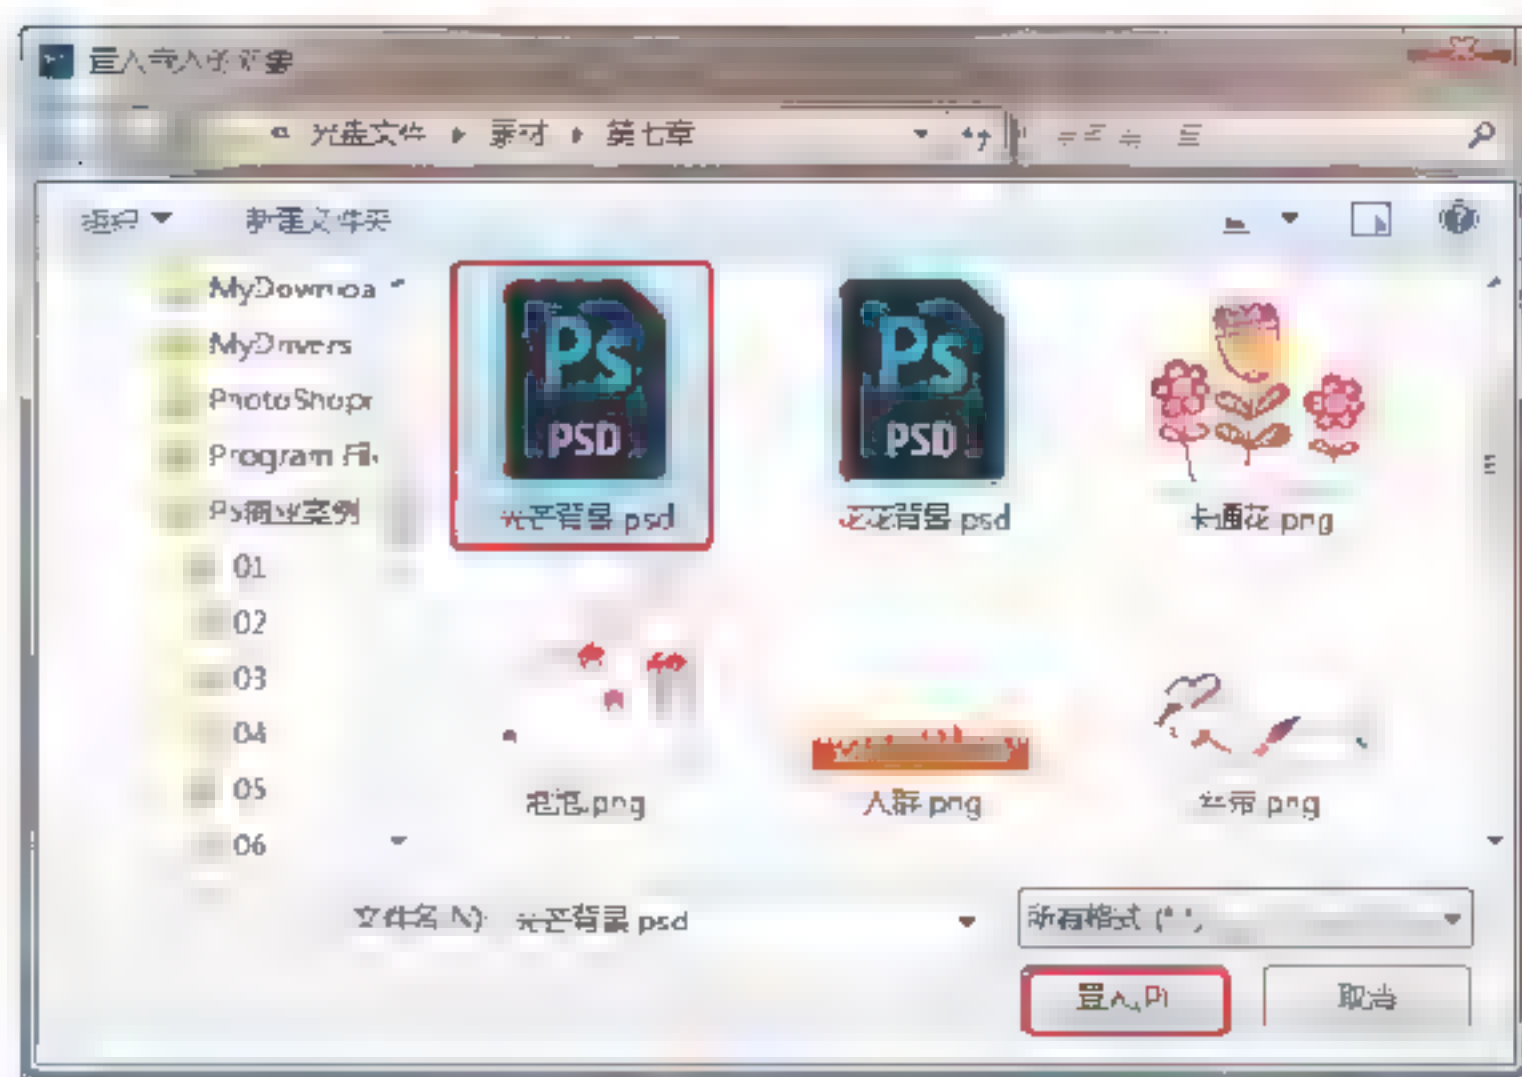 置入嵌入的对象
光盘文件 素材 第七章
组织 新建文件夹
MyDownloa
MyDrivers
PhotoShop
Program Fil
Ps商业案例
01
02
03
04
05
06
光芒背景.psd
花背景.psd
卡通花.png
泡泡.png
人群.png
丝带.png
文件名(N): 光芒背景.psd
所有格式 (*.*)
置入(P) 取消